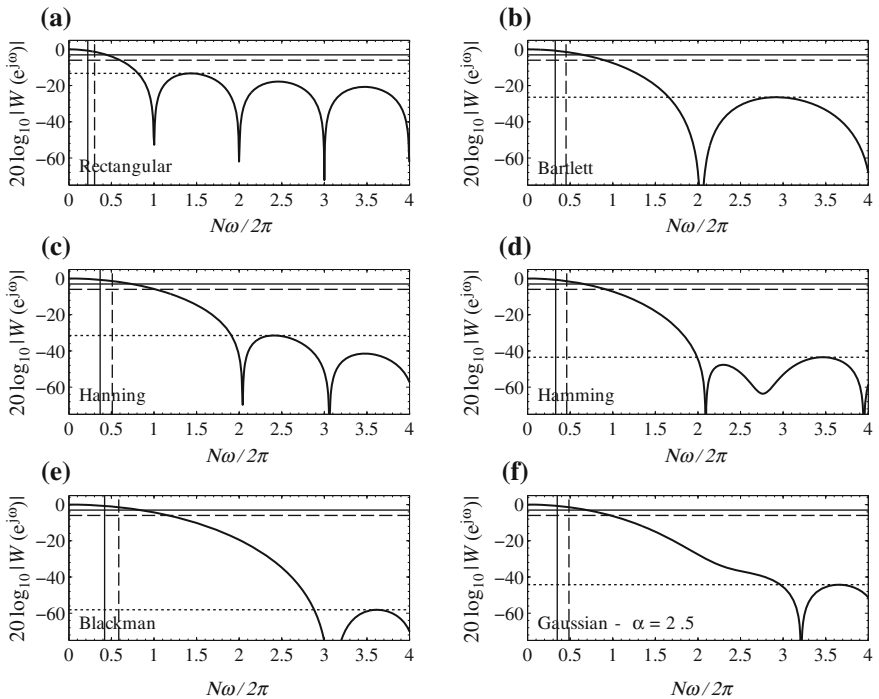 (a)
20 log10 |W (e^jω)|
0
−20
−40
−60
Rectangular
0 0.5 1 1.5 2 2.5 3 3.5 4
Nω/2π
(b)
20 log10 |W (e^jω)|
0
−20
−40
−60
Bartlett
0 0.5 1 1.5 2 2.5 3 3.5 4
Nω/2π
(c)
20 log10 |W (e^jω)|
0
−20
−40
−60
Hanning
0 0.5 1 1.5 2 2.5 3 3.5 4
Nω/2π
(d)
20 log10 |W (e^jω)|
0
−20
−40
−60
Hamming
0 0.5 1 1.5 2 2.5 3 3.5 4
Nω/2π
(e)
20 log10 |W (e^jω)|
0
−20
−40
−60
Blackman
0 0.5 1 1.5 2 2.5 3 3.5 4
Nω/2π
(f)
20 log10 |W (e^jω)|
0
−20
−40
−60
Gaussian - α = 2.5
0 0.5 1 1.5 2 2.5 3 3.5 4
Nω/2π